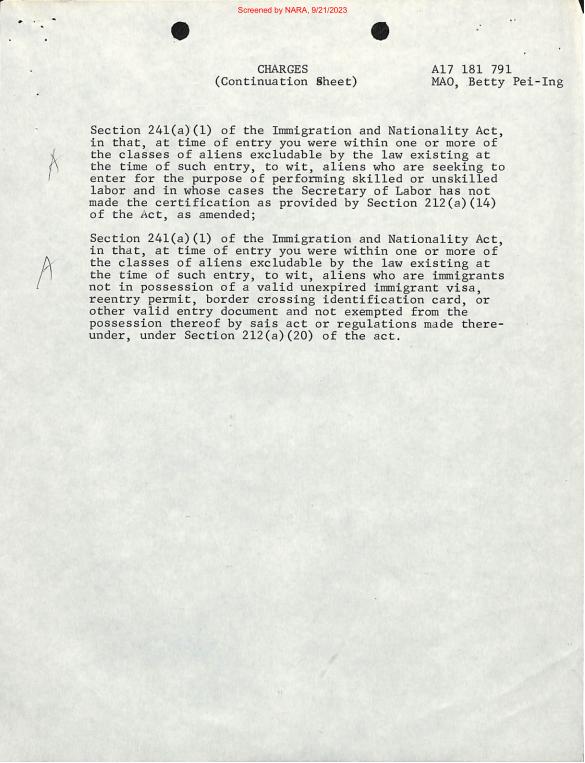 Screened by NARA, 9/21/2023
CHARGES
(Continuation Sheet)
A17 181 791
MAO, Betty Pei-Ing
Section 241(a)(1) of the Immigration and Nationality Act,
in that, at time of entry you were within one or more of
the classes of aliens excludable by the law existing at
the time of such entry, to wit, aliens who are seeking to
enter for the purpose of performing skilled or unskilled
labor and in whose cases the Secretary of Labor has not
made the certification as provided by Section 212(a)(14)
of the Act, as amended;
A
Section 241(a)(1) of the Immigration and Nationality Act,
in that, at time of entry you were within one or more of
the classes of aliens excludable by the law existing at
the time of such entry, to wit, aliens who are immigrants
not in possession of a valid unexpired immigrant visa,
reentry permit, border crossing identification card, or
other valid entry document and not exempted from the
possession thereof by sais act or regulations made there-
under, under Section 212(a)(20) of the act.
A